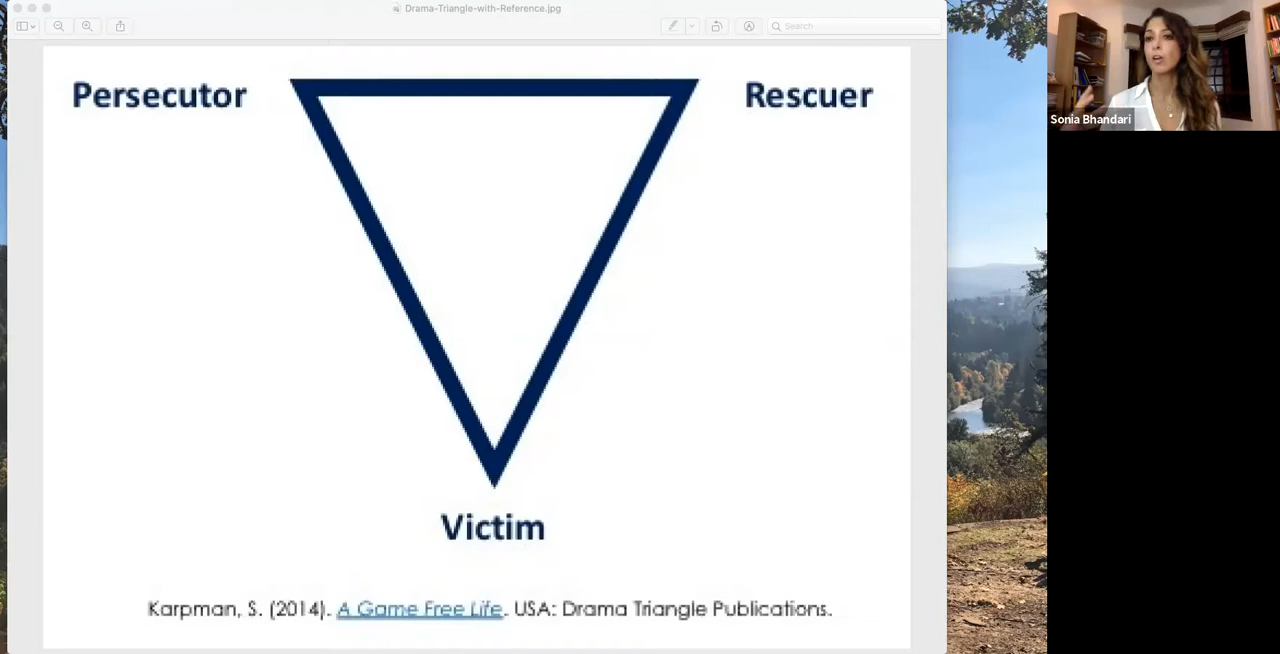 Drama-Triangle-with-Reference.jpg
Search
Persecutor
Rescuer
Victim
Karpman, S. (2014). A Game Free Life. USA: Drama Triangle Publications.
Sonia Bhandari